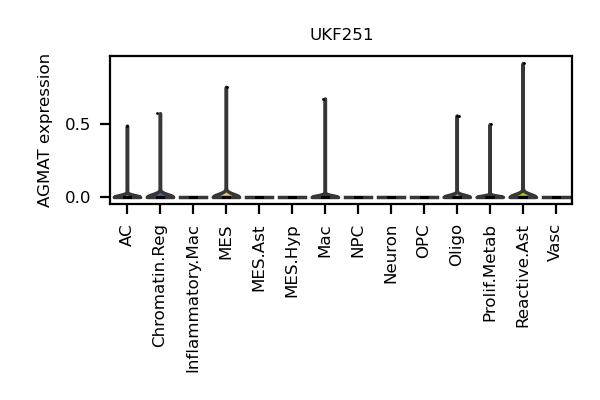 UKF251
AGMAT expression
0.5
0.0
AC
Chromatin.Reg
Inflammatory.Mac
MES
MES.Ast
MES.Hyp
Mac
NPC
Neuron
OPC
Oligo
Prolif.Metab
Reactive.Ast
Vasc